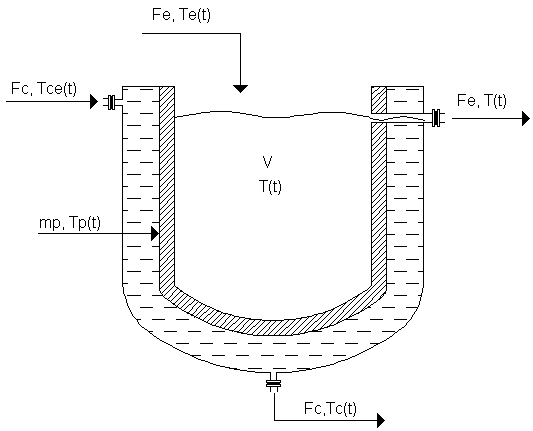 Fe, Te(t)
Fc, Tce(t)
Fe, T(t)
V
T(t)
mp, Tp(t)
Fc,Tc(t)